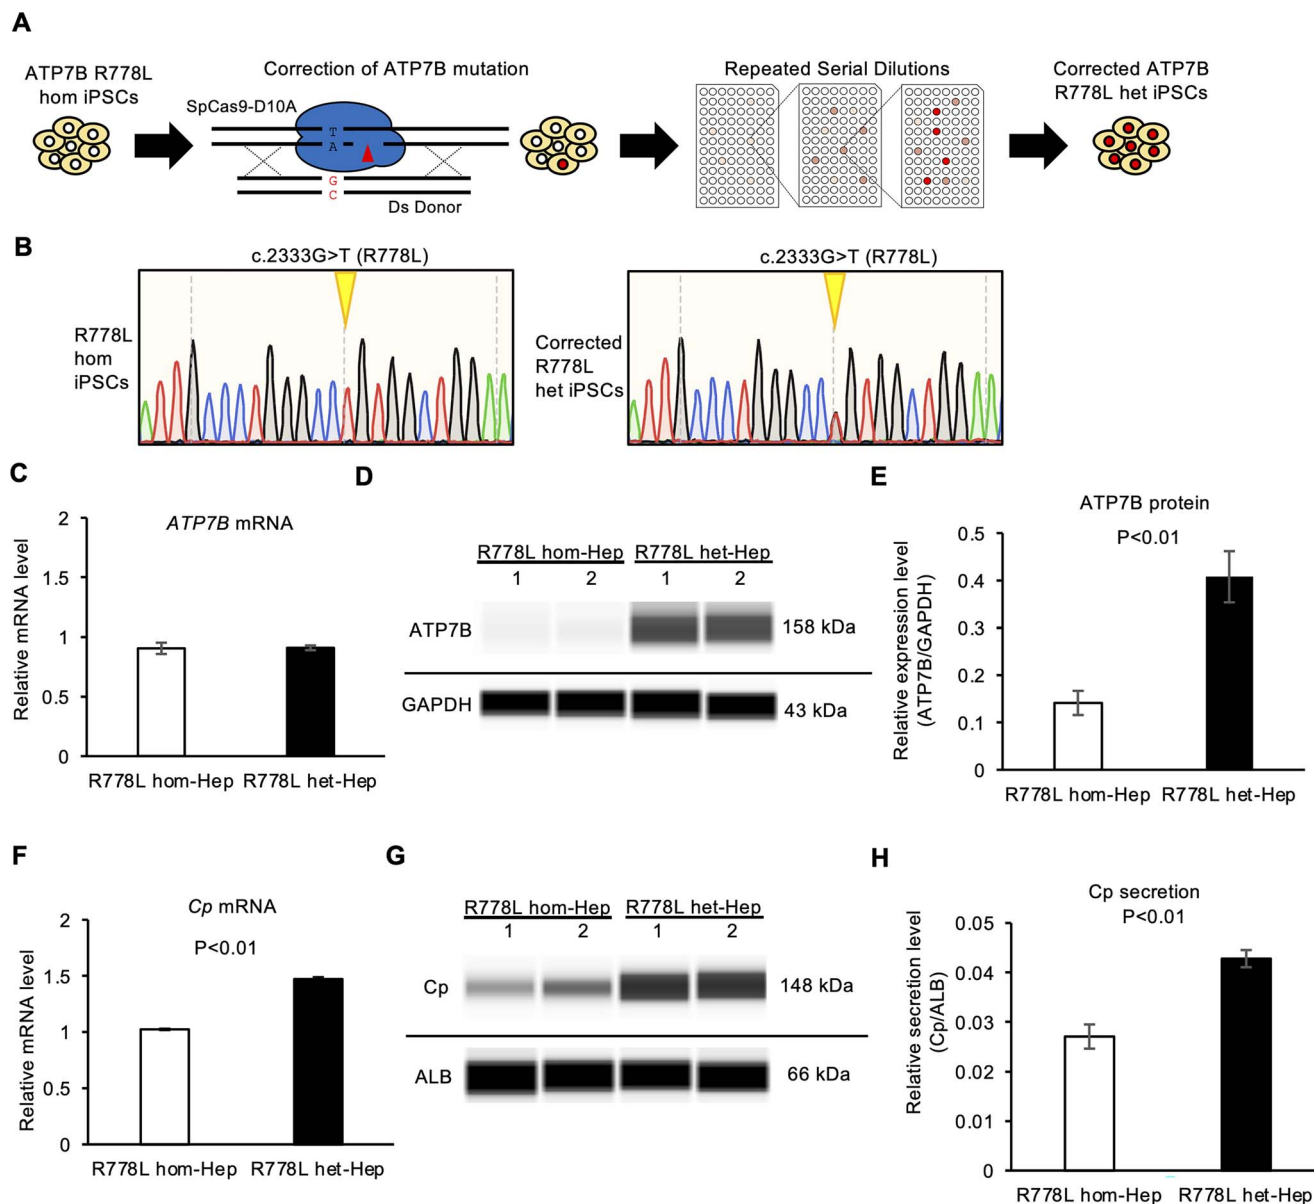 A
ATP7B R778L
hom iPSCs
Correction of ATP7B mutation
SpCas9-D10A
T
A
G
C
Ds Donor
Repeated Serial Dilutions
Corrected ATP7B
R778L het iPSCs
B
c.2333G>T (R778L)
R778L
hom
iPSCs
c.2333G>T (R778L)
Corrected
R778L
het iPSCs
C
ATP7B mRNA
Relative mRNA level
2
1.5
1
0.5
0
R778L hom-Hep R778L het-Hep
D
R778L hom-Hep R778L het-Hep
1 2 1 2
ATP7B 158 kDa
GAPDH 43 kDa
E
ATP7B protein
P<0.01
Relative expression level
(ATP7B/GAPDH)
0.5
0.4
0.3
0.2
0.1
0
R778L hom-Hep R778L het-Hep
F
Cp mRNA
P<0.01
Relative mRNA level
2
1.5
1
0.5
0
R778L hom-Hep R778L het-Hep
G
R778L hom-Hep R778L het-Hep
1 2 1 2
Cp 148 kDa
ALB 66 kDa
H
Cp secretion
P<0.01
Relative secretion level
(Cp/ALB)
0.05
0.04
0.03
0.02
0.01
0
R778L hom-Hep R778L het-Hep